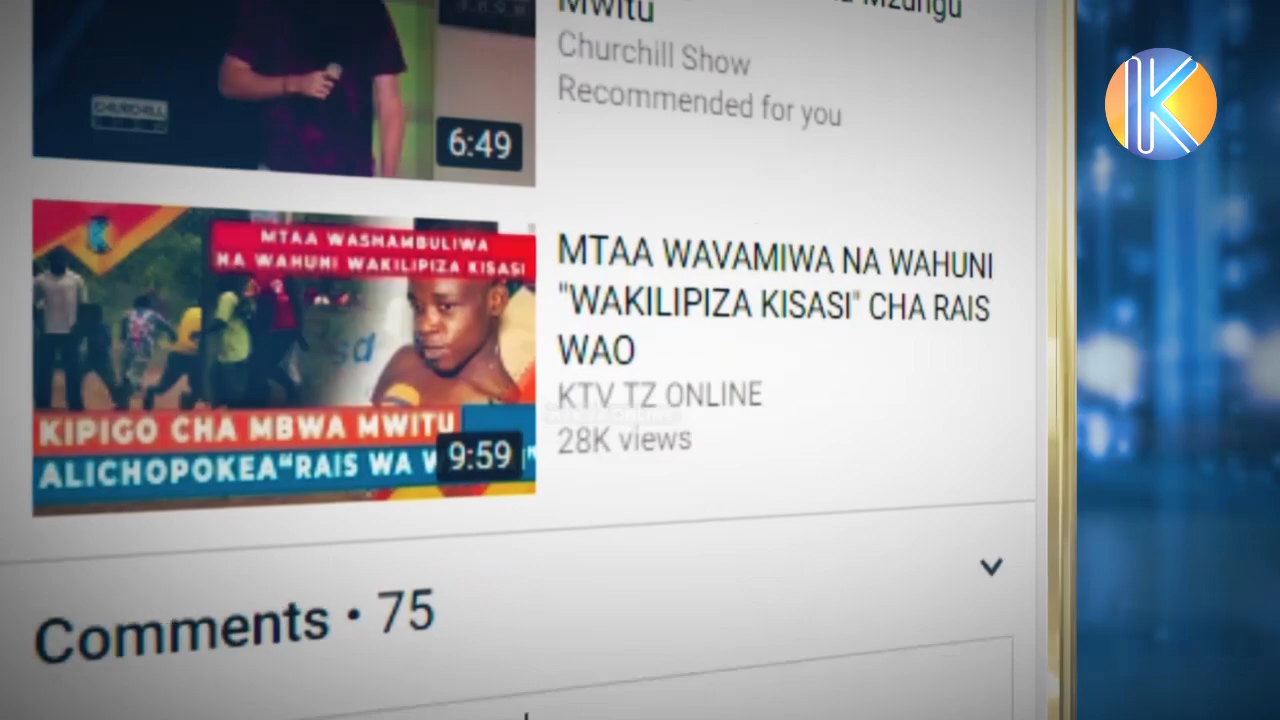 Mzungu
Mwitu
Churchill Show
Recommended for you
CHURCHILL
6:49
MTAA WASHAMBULIWA
NA WAHUNI WAKILIPIZA KISASI
KIPIGO CHA MBWA MWITU
ALICHOPOKEA "RAIS WA
9:59
MTAA WAVAMIWA NA WAHUNI
"WAKILIPIZA KISASI" CHA RAIS
WAO
KTV TZ ONLINE
28K views
Comments • 75
K